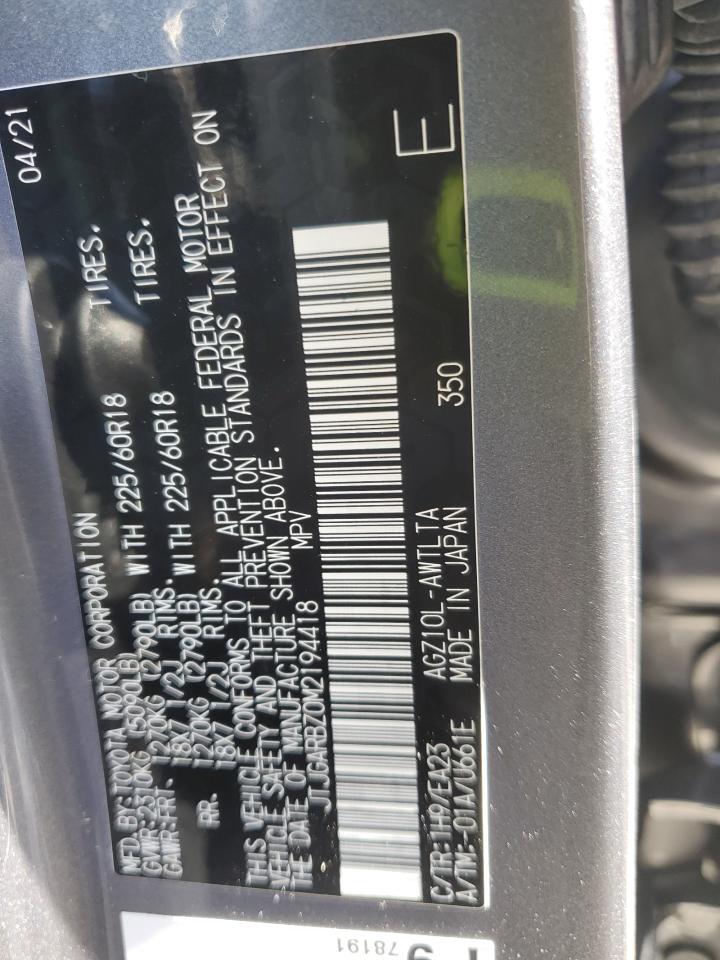 MFD BY:TOYOTA MOTOR CORPORATION 04/21
GVWR:2310KG (5090LB)
GAWR:FRT. 1270KG (2790LB) WITH 225/60R18 TIRES.
18X7 1/2J RIMS.
RR. 1270KG (2790LB) WITH 225/60R18 TIRES.
18X7 1/2J RIMS.
THIS VEHICLE CONFORMS TO ALL APPLICABLE FEDERAL MOTOR
VEHICLE SAFETY AND THEFT PREVENTION STANDARDS IN EFFECT ON
THE DATE OF MANUFACTURE SHOWN ABOVE.
JTJGARBZ0M2194418 MPV
C/TR:1H9/EA23 AGZ10L-AWTLTA 350 E
A/TM:-01A/U661E MADE IN JAPAN
78191